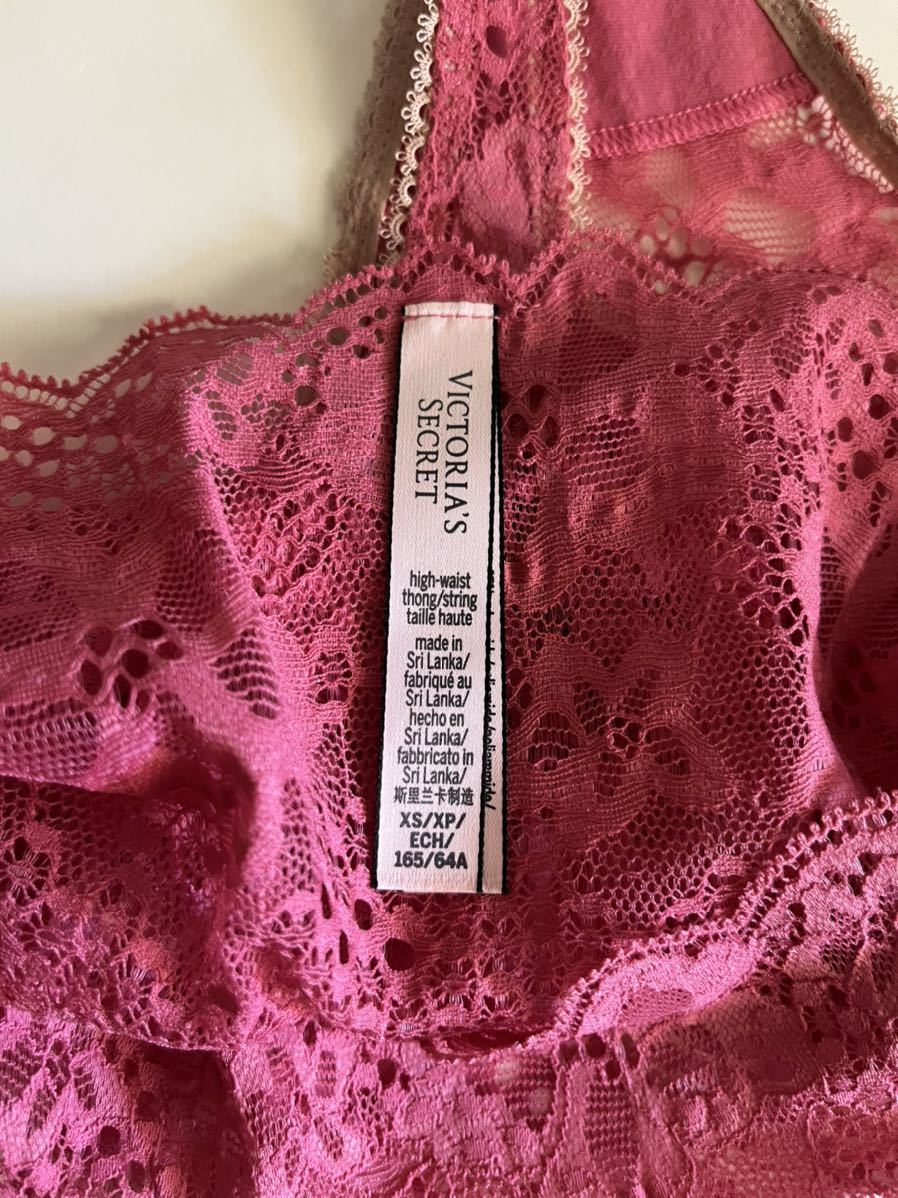 VICTORIA'S
SECRET
high-waist
thong/string
taille haute
made in
Sri Lanka/
fabriqué au
Sri Lanka/
hecho en
Sri Lanka/
fabbricato in
Sri Lanka/
斯里兰卡制造
XS/XP/
ECH/
165/64A